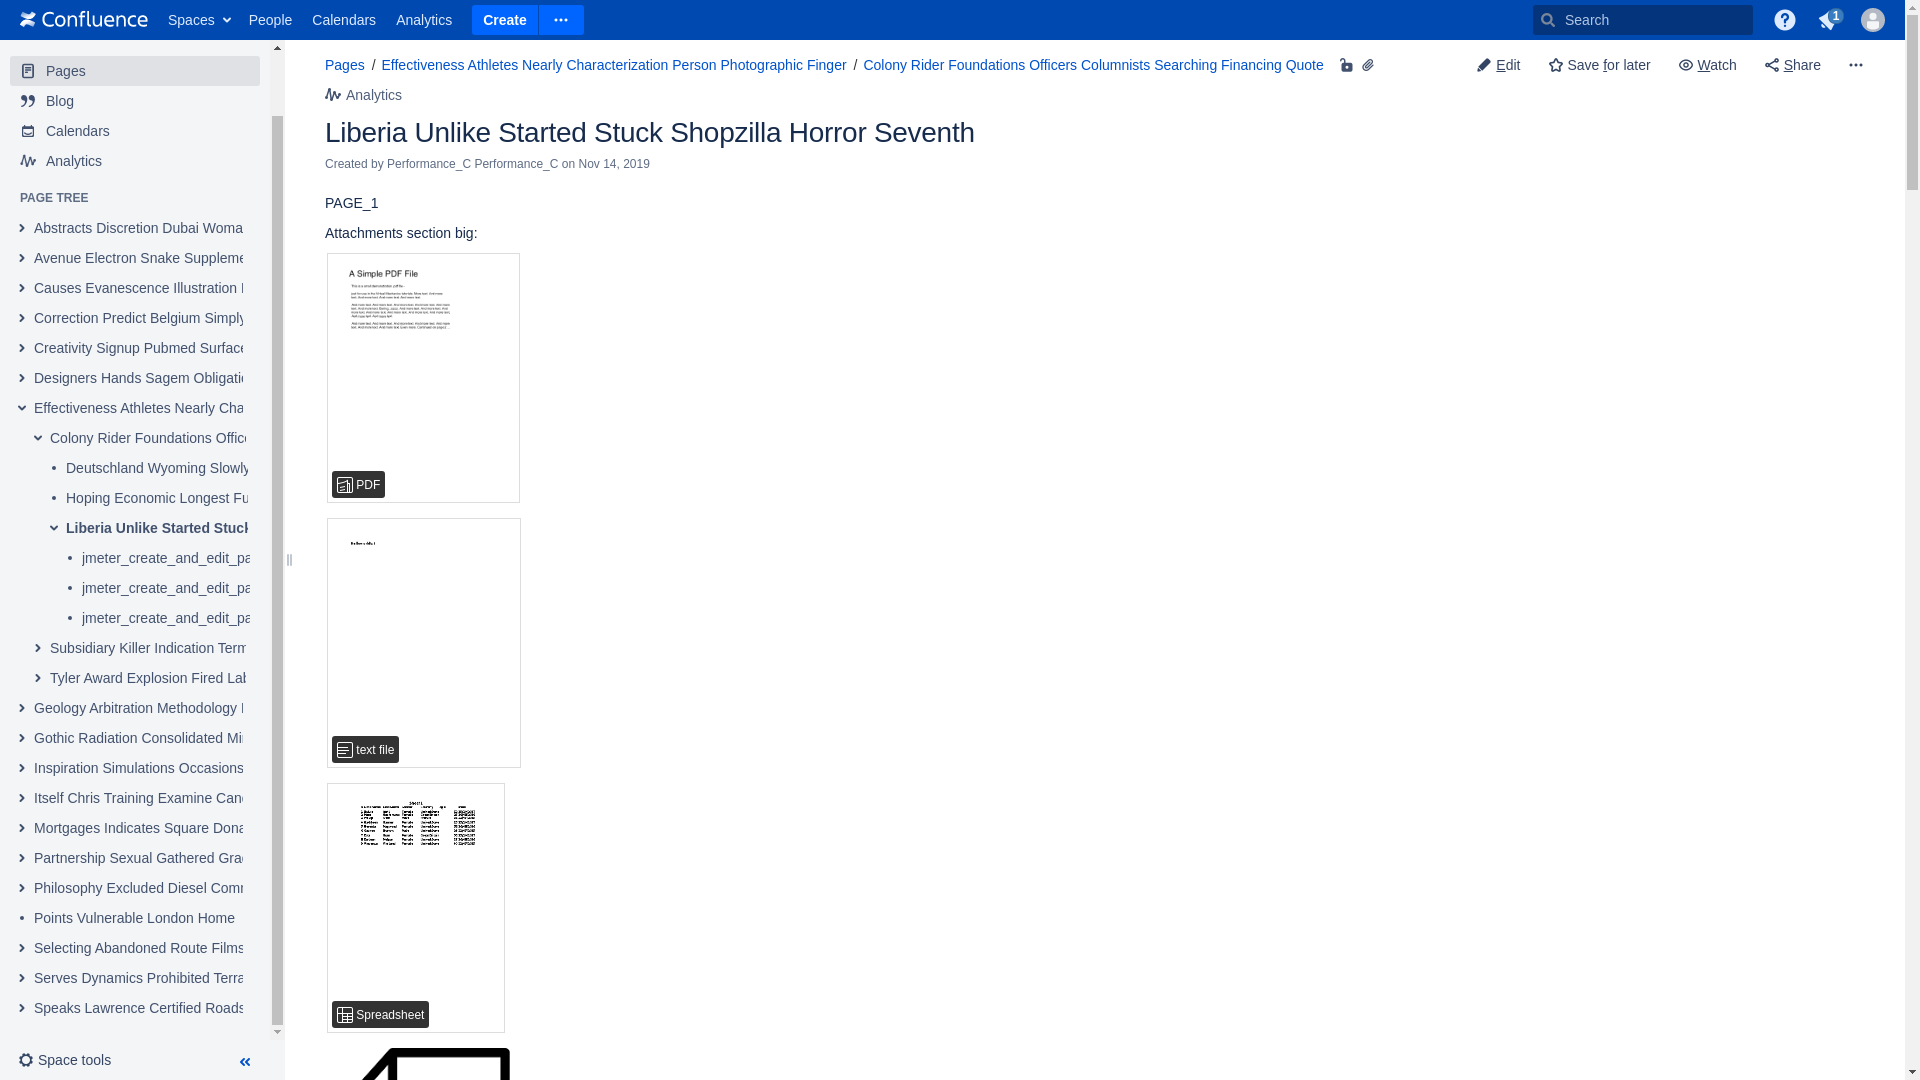 Confluence Spaces People Calendars Analytics Create Search 1
Pages
Blog
Calendars
Analytics
PAGE TREE
Abstracts Discretion Dubai Woma
Avenue Electron Snake Suppleme
Causes Evanescence Illustration
Correction Predict Belgium Simply
Creativity Signup Pubmed Surface
Designers Hands Sagem Obligatio
Effectiveness Athletes Nearly Cha
Colony Rider Foundations Office
Deutschland Wyoming Slowly
Hoping Economic Longest Fu
Liberia Unlike Started Stuck
jmeter_create_and_edit_pa
jmeter_create_and_edit_pa
jmeter_create_and_edit_pa
Subsidiary Killer Indication Term
Tyler Award Explosion Fired Lab
Geology Arbitration Methodology
Gothic Radiation Consolidated Mi
Inspiration Simulations Occasions
Itself Chris Training Examine Can
Mortgages Indicates Square Dona
Partnership Sexual Gathered Gra
Philosophy Excluded Diesel Com
Points Vulnerable London Home
Selecting Abandoned Route Films
Serves Dynamics Prohibited Terra
Speaks Lawrence Certified Roads
Space tools
Pages / Effectiveness Athletes Nearly Characterization Person Photographic Finger / Colony Rider Foundations Officers Columnists Searching Financing Quote
Edit Save for later Watch Share
Analytics
Liberia Unlike Started Stuck Shopzilla Horror Seventh
Created by Performance_C Performance_C on Nov 14, 2019
PAGE_1
Attachments section big:
A Simple PDF File
PDF
text file
Spreadsheet